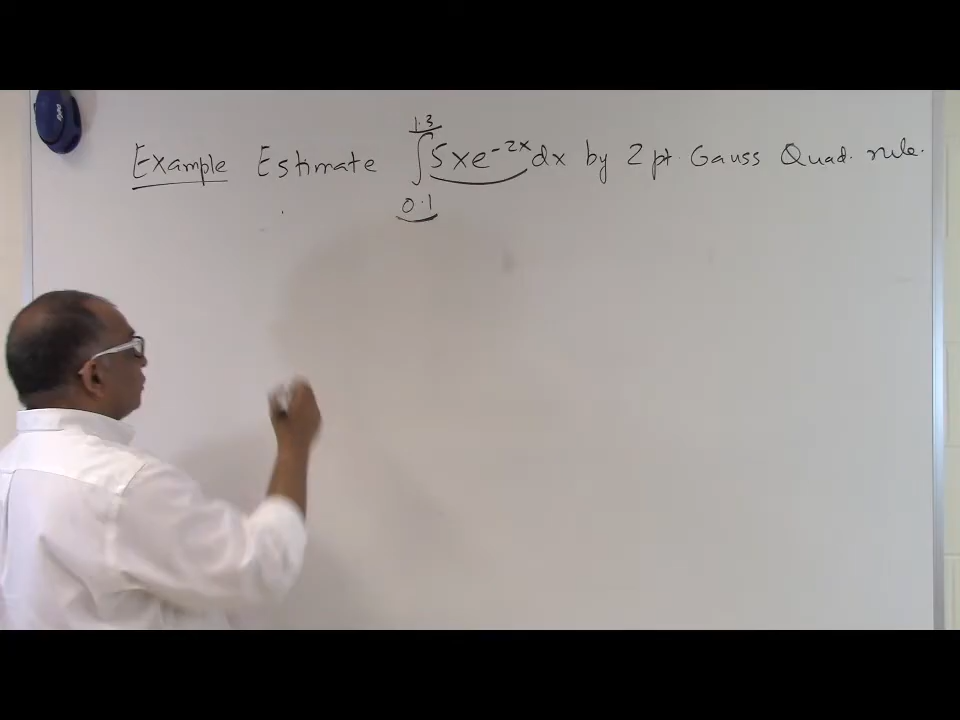 Example Estimate ∫_{0.1}^{1.3} 5xe^{-2x} dx by 2 pt. Gauss Quad. rule.